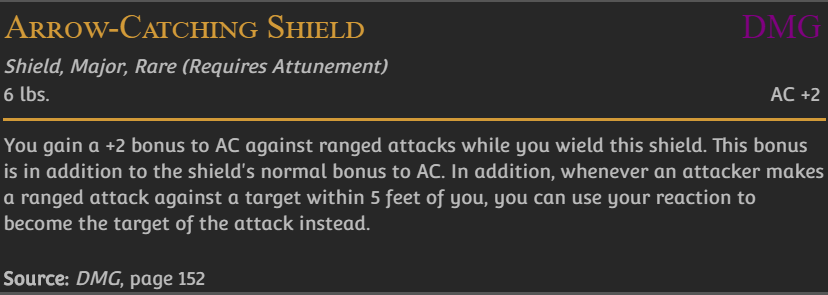 Arrow-Catching Shield DMG
Shield, Major, Rare (Requires Attunement)
6 lbs. AC +2
You gain a +2 bonus to AC against ranged attacks while you wield this shield. This bonus
is in addition to the shield's normal bonus to AC. In addition, whenever an attacker makes
a ranged attack against a target within 5 feet of you, you can use your reaction to
become the target of the attack instead.
Source: DMG, page 152